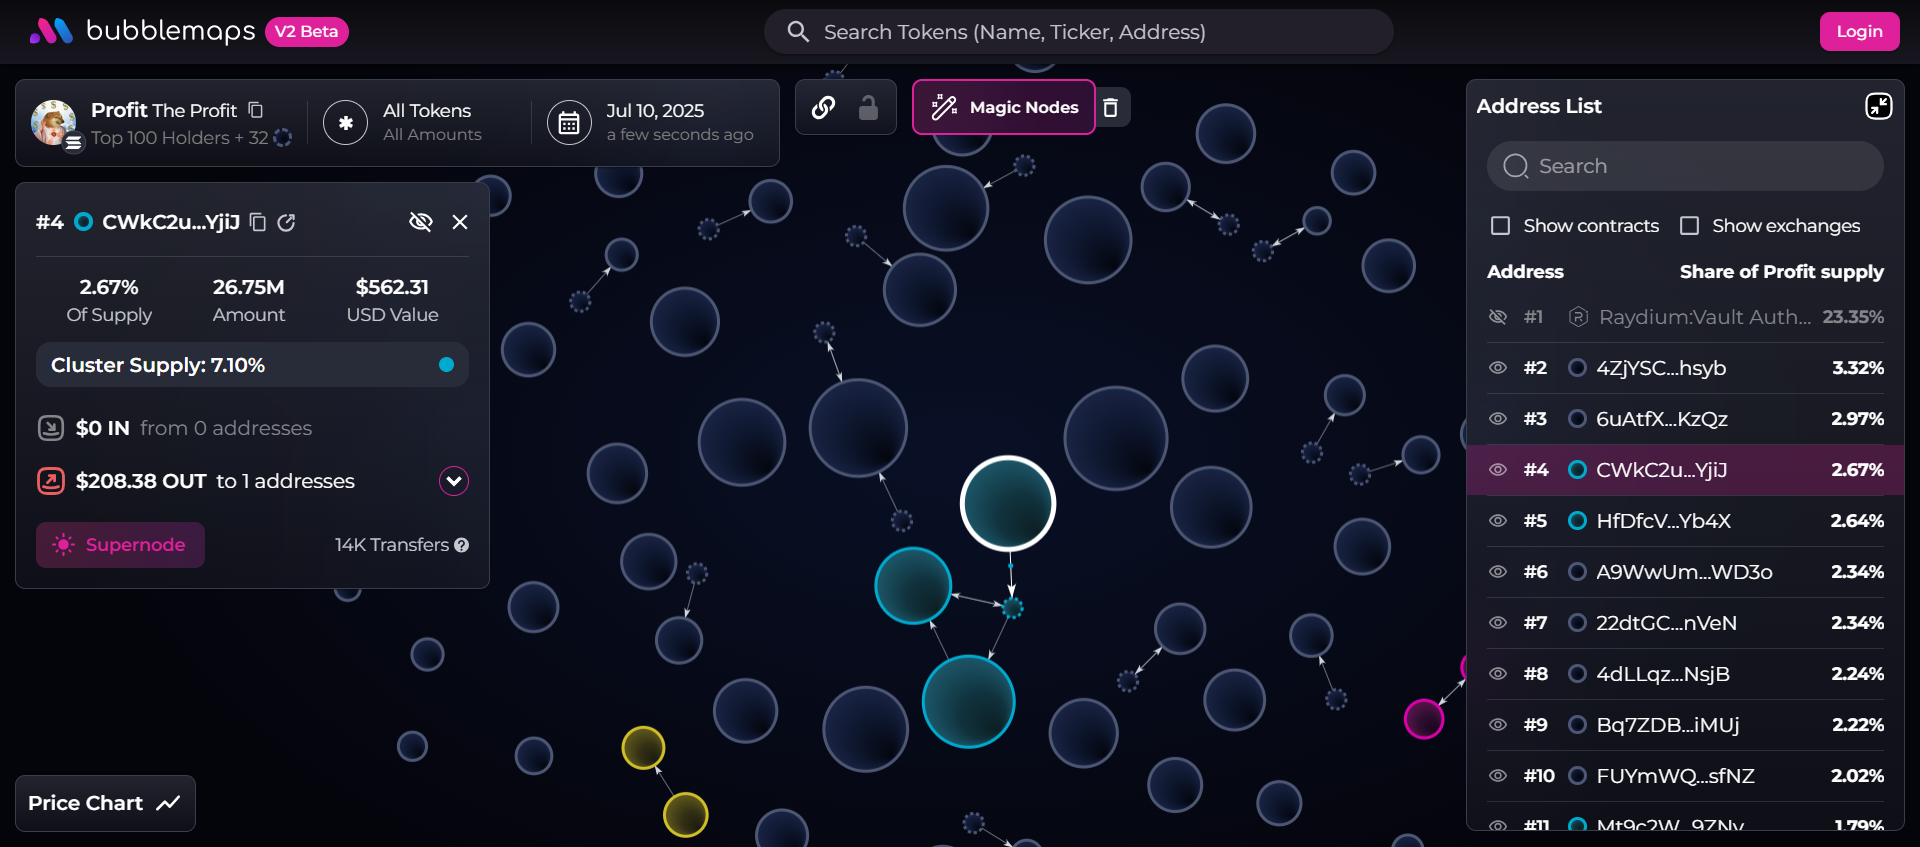 bubblemaps V2 Beta
Search Tokens (Name, Ticker, Address)
Login
Profit The Profit
Top 100 Holders + 32
All Tokens
All Amounts
Jul 10, 2025
a few seconds ago
Magic Nodes
#4 CWkC2u...YjiJ
2.67% 26.75M $562.31
Of Supply Amount USD Value
Cluster Supply: 7.10%
$0 IN from 0 addresses
$208.38 OUT to 1 addresses
Supernode 14K Transfers ?
Price Chart
Address List
Search
Show contracts Show exchanges
Address Share of Profit supply
#1 Raydium:Vault Auth... 23.35%
#2 4ZjYSC...hsyb 3.32%
#3 6uAtfX...KzQz 2.97%
#4 CWkC2u...YjiJ 2.67%
#5 HfDfcV...Yb4X 2.64%
#6 A9WwUm...WD3o 2.34%
#7 22dtGC...nVeN 2.34%
#8 4dLLqz...NsjB 2.24%
#9 Bq7ZDB...iMUj 2.22%
#10 FUYmWQ...sfNZ 2.02%
#11 Mt9c2W...9ZNv 1.79%